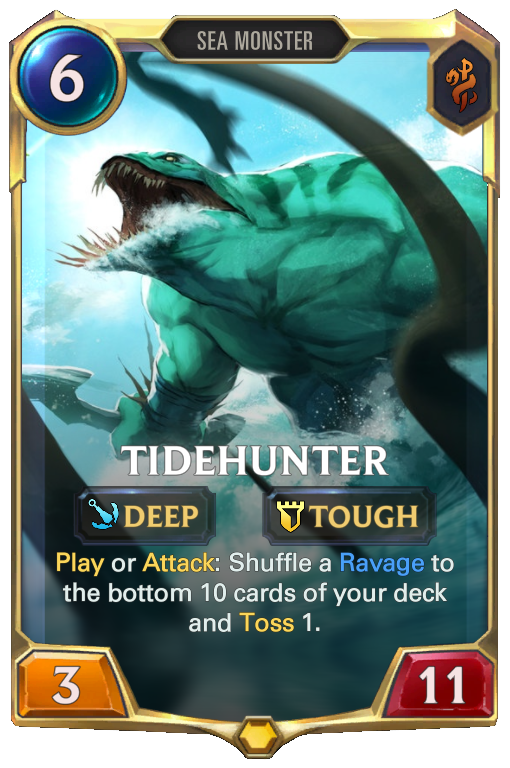 SEA MONSTER
6
TIDEHUNTER
DEEP TOUGH
Play or Attack: Shuffle a Ravage to
the bottom 10 cards of your deck
and Toss 1.
3 11